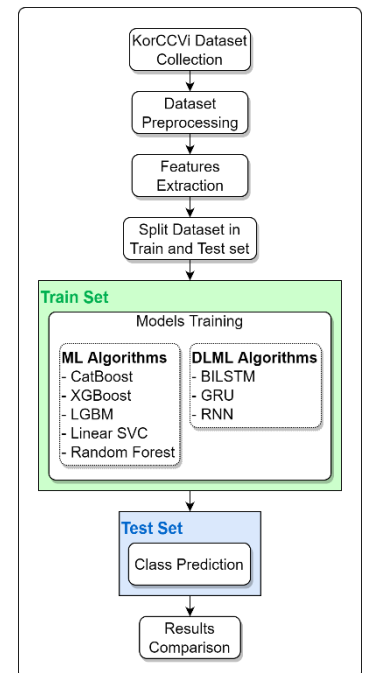 KorCCVi Dataset
Collection
Dataset
Preprocessing
Features
Extraction
Split Dataset in
Train and Test set
Train Set
Models Training
ML Algorithms
- CatBoost
- XGBoost
- LGBM
- Linear SVC
- Random Forest
DLML Algorithms
- BILSTM
- GRU
- RNN
Test Set
Class Prediction
Results
Comparison